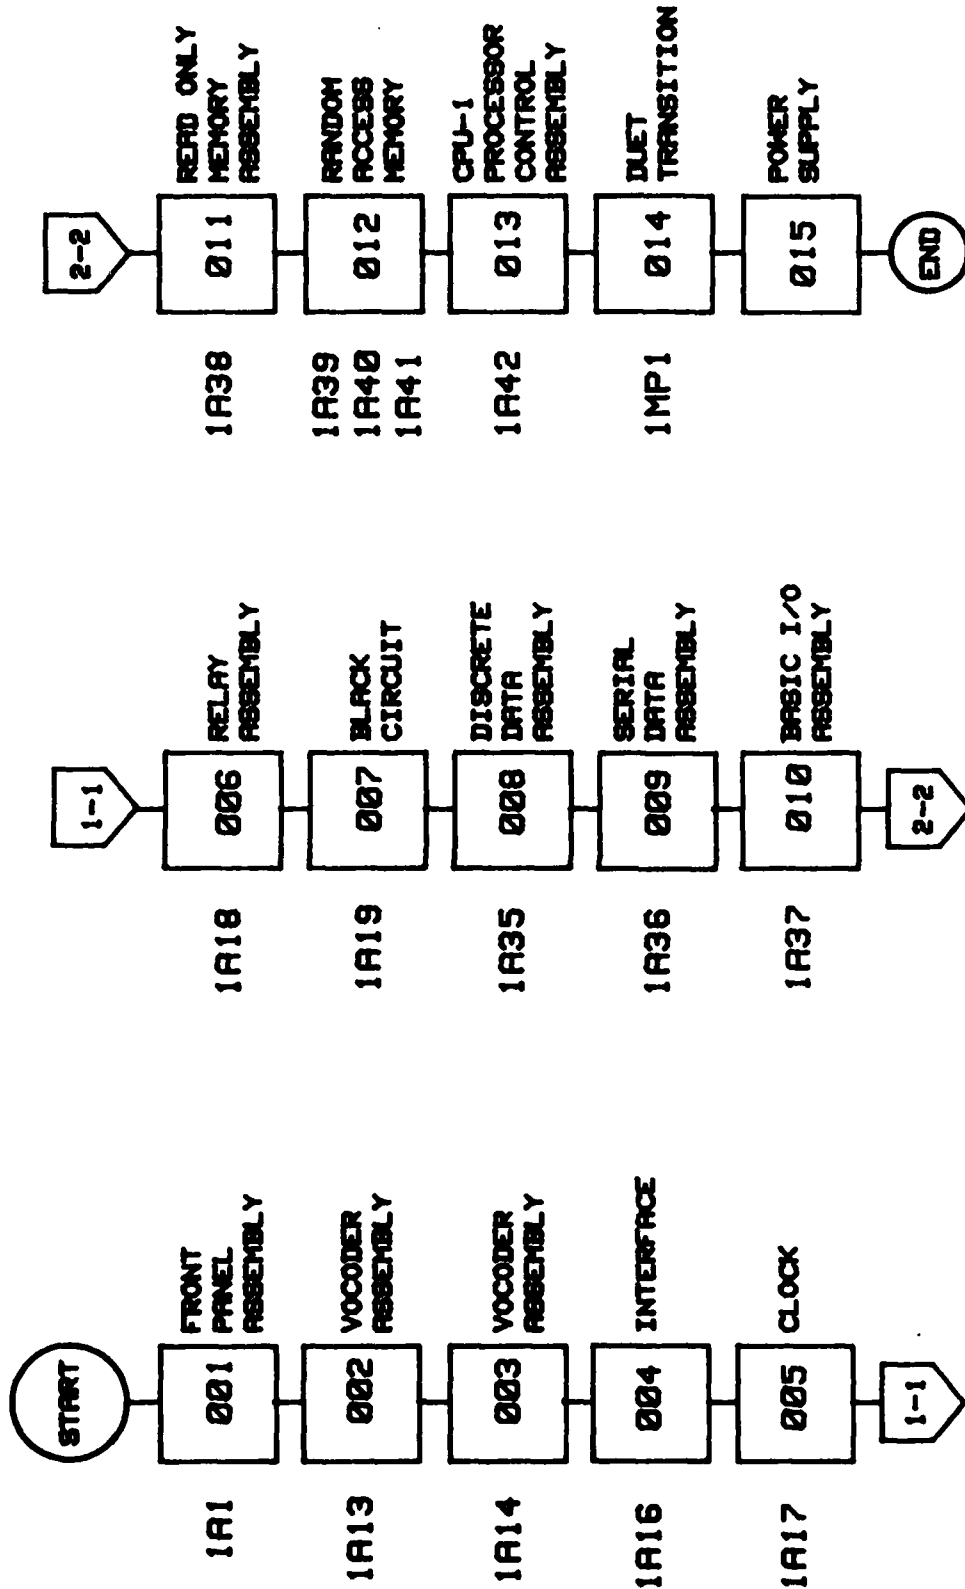 START
1A1
001
FRONT
PANEL
ASSEMBLY
1A13
002
VOCODER
ASSEMBLY
1A14
003
VOCODER
ASSEMBLY
1A16
004
INTERFACE
1A17
005
CLOCK
1-1
1-1
1A18
006
RELAY
ASSEMBLY
1A19
007
BLACK
CIRCUIT
1A35
008
DISCRETE
DATA
ASSEMBLY
1A36
009
SERIAL
DATA
ASSEMBLY
1A37
010
BASIC I/O
ASSEMBLY
2-2
2-2
1A38
011
READ ONLY
MEMORY
ASSEMBLY
1A39
1A40
1A41
012
RANDOM
ACCESS
MEMORY
1A42
013
CPU-1
PROCESSOR
CONTROL
ASSEMBLY
1MP1
014
DUET
TRANSITION
015
POWER
SUPPLY
END